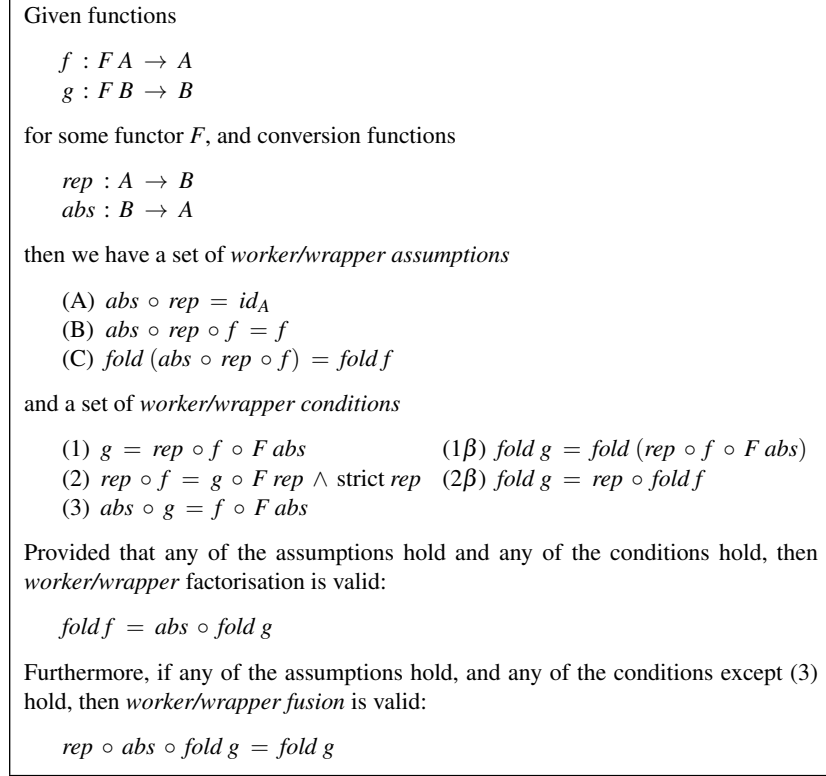 Given functions
f : F A → A
g : F B → B
for some functor F, and conversion functions
rep : A → B
abs : B → A
then we have a set of worker/wrapper assumptions
(A) abs ∘ rep = id_A
(B) abs ∘ rep ∘ f = f
(C) fold (abs ∘ rep ∘ f) = fold f
and a set of worker/wrapper conditions
(1) g = rep ∘ f ∘ F abs (1β) fold g = fold (rep ∘ f ∘ F abs)
(2) rep ∘ f = g ∘ F rep ∧ strict rep (2β) fold g = rep ∘ fold f
(3) abs ∘ g = f ∘ F abs
Provided that any of the assumptions hold and any of the conditions hold, then
worker/wrapper factorisation is valid:
fold f = abs ∘ fold g
Furthermore, if any of the assumptions hold, and any of the conditions except (3)
hold, then worker/wrapper fusion is valid:
rep ∘ abs ∘ fold g = fold g